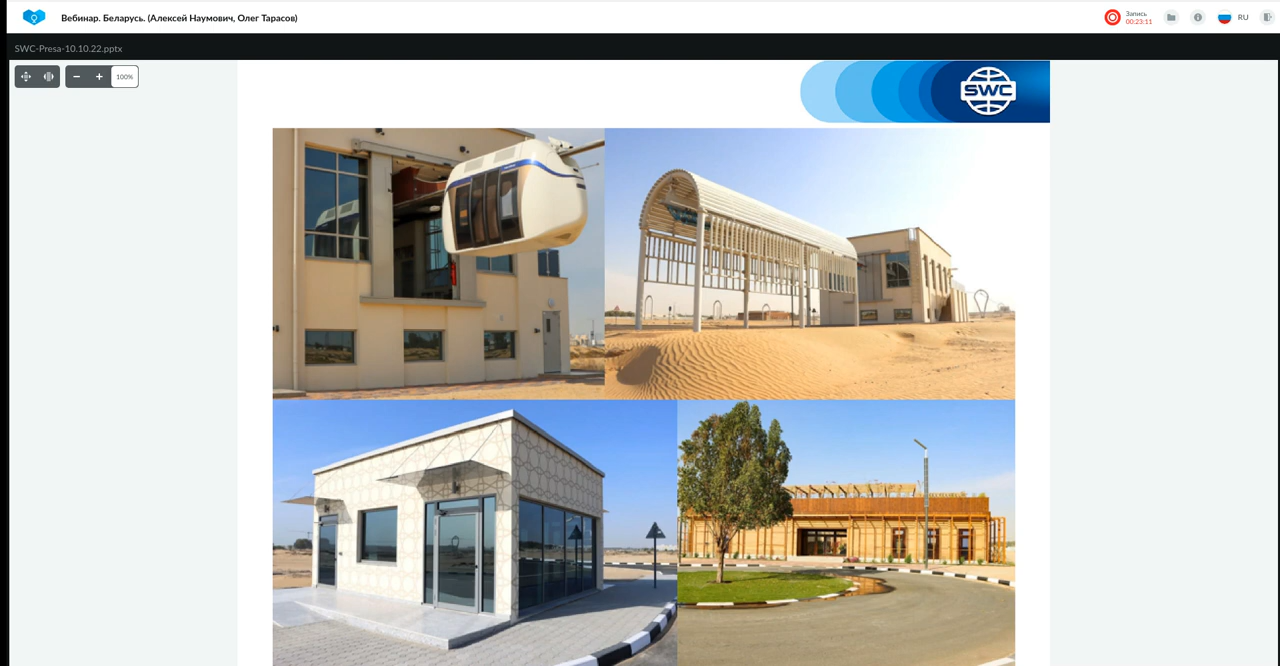 Вебинар. Беларусь. (Алексей Наумович, Олег Тарасов)
Запись
00:23:11
RU
SWC-Presa-10.10.22.pptx
100%
SWC